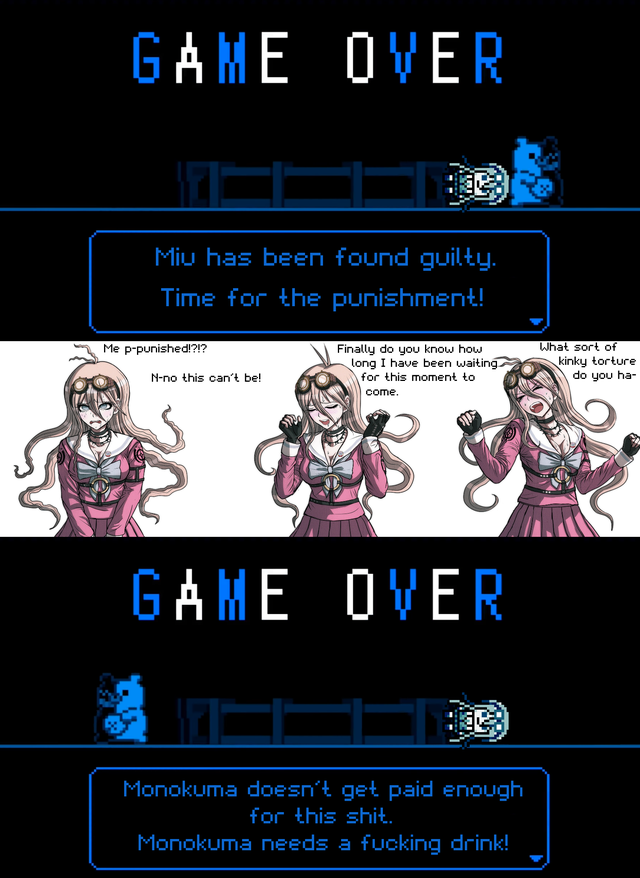 GAME OVER
Miu has been found guilty.
Time for the punishment!
Me p-punished!?!?
N-no this can't be!
Finally do you know how
long I have been waiting
for this moment to
come.
What sort of
kinky torture
do you ha-
GAME OVER
Monokuma doesn't get paid enough
for this shit.
Monokuma needs a fucking drink!